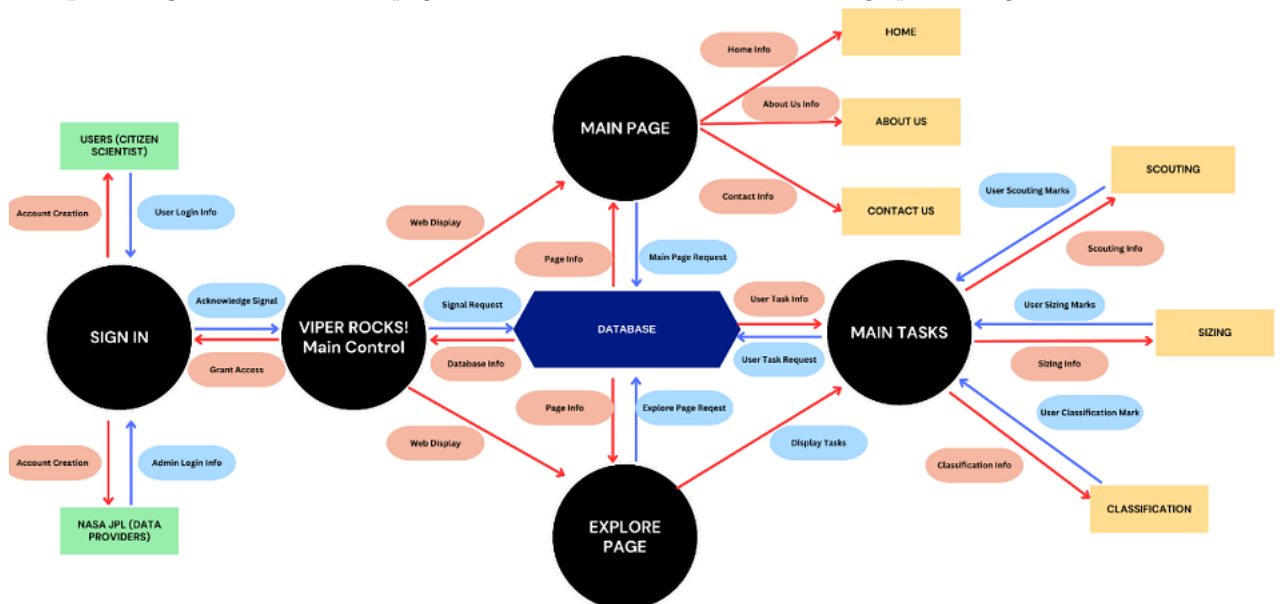 HOME
Home Info
About Us Info
ABOUT US
MAIN PAGE
USERS (CITIZEN
SCIENTIST)
SCOUTING
User Scouting Marks
Contact Info
CONTACT US
Account Creation
User Login Info
Web Display
Scouting Info
Page Info
Main Page Request
Acknowledge Signal
Signal Request
User Task Info
User Sizing Marks
SIGN IN
VIPER ROCKS!
Main Control
DATABASE
MAIN TASKS
SIZING
Grant Access
Database Info
User Task Request
Sizing Info
Page Info
Explore Page Reqest
User Classification Mark
Web Display
Display Tasks
Account Creation
Admin Login Info
Classification Info
NASA JPL (DATA
PROVIDERS)
EXPLORE
PAGE
CLASSIFICATION